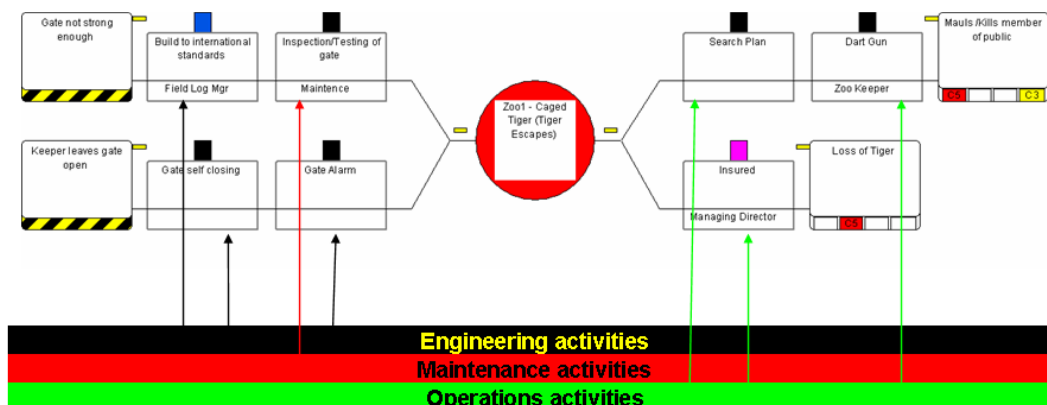 Gate not strong
enough
Build to international
standards
Field Log Mgr
Inspection/Testing of
gate
Maintence
Search Plan
Dart Gun
Zoo Keeper
Mauls /Kills member
of public
C5
C3
Zoo1 - Caged
Tiger (Tiger
Escapes)
Keeper leaves gate
open
Gate self closing
Gate Alarm
Insured
Managing Director
Loss of Tiger
C5
Engineering activities
Maintenance activities
Operations activities